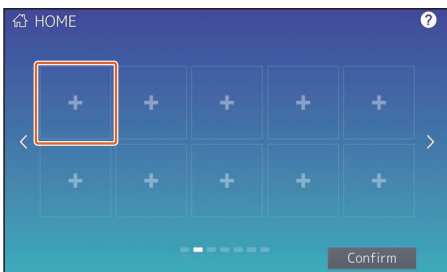 HOME
?
+ + + + +
+ + + + +
< >
Confirm